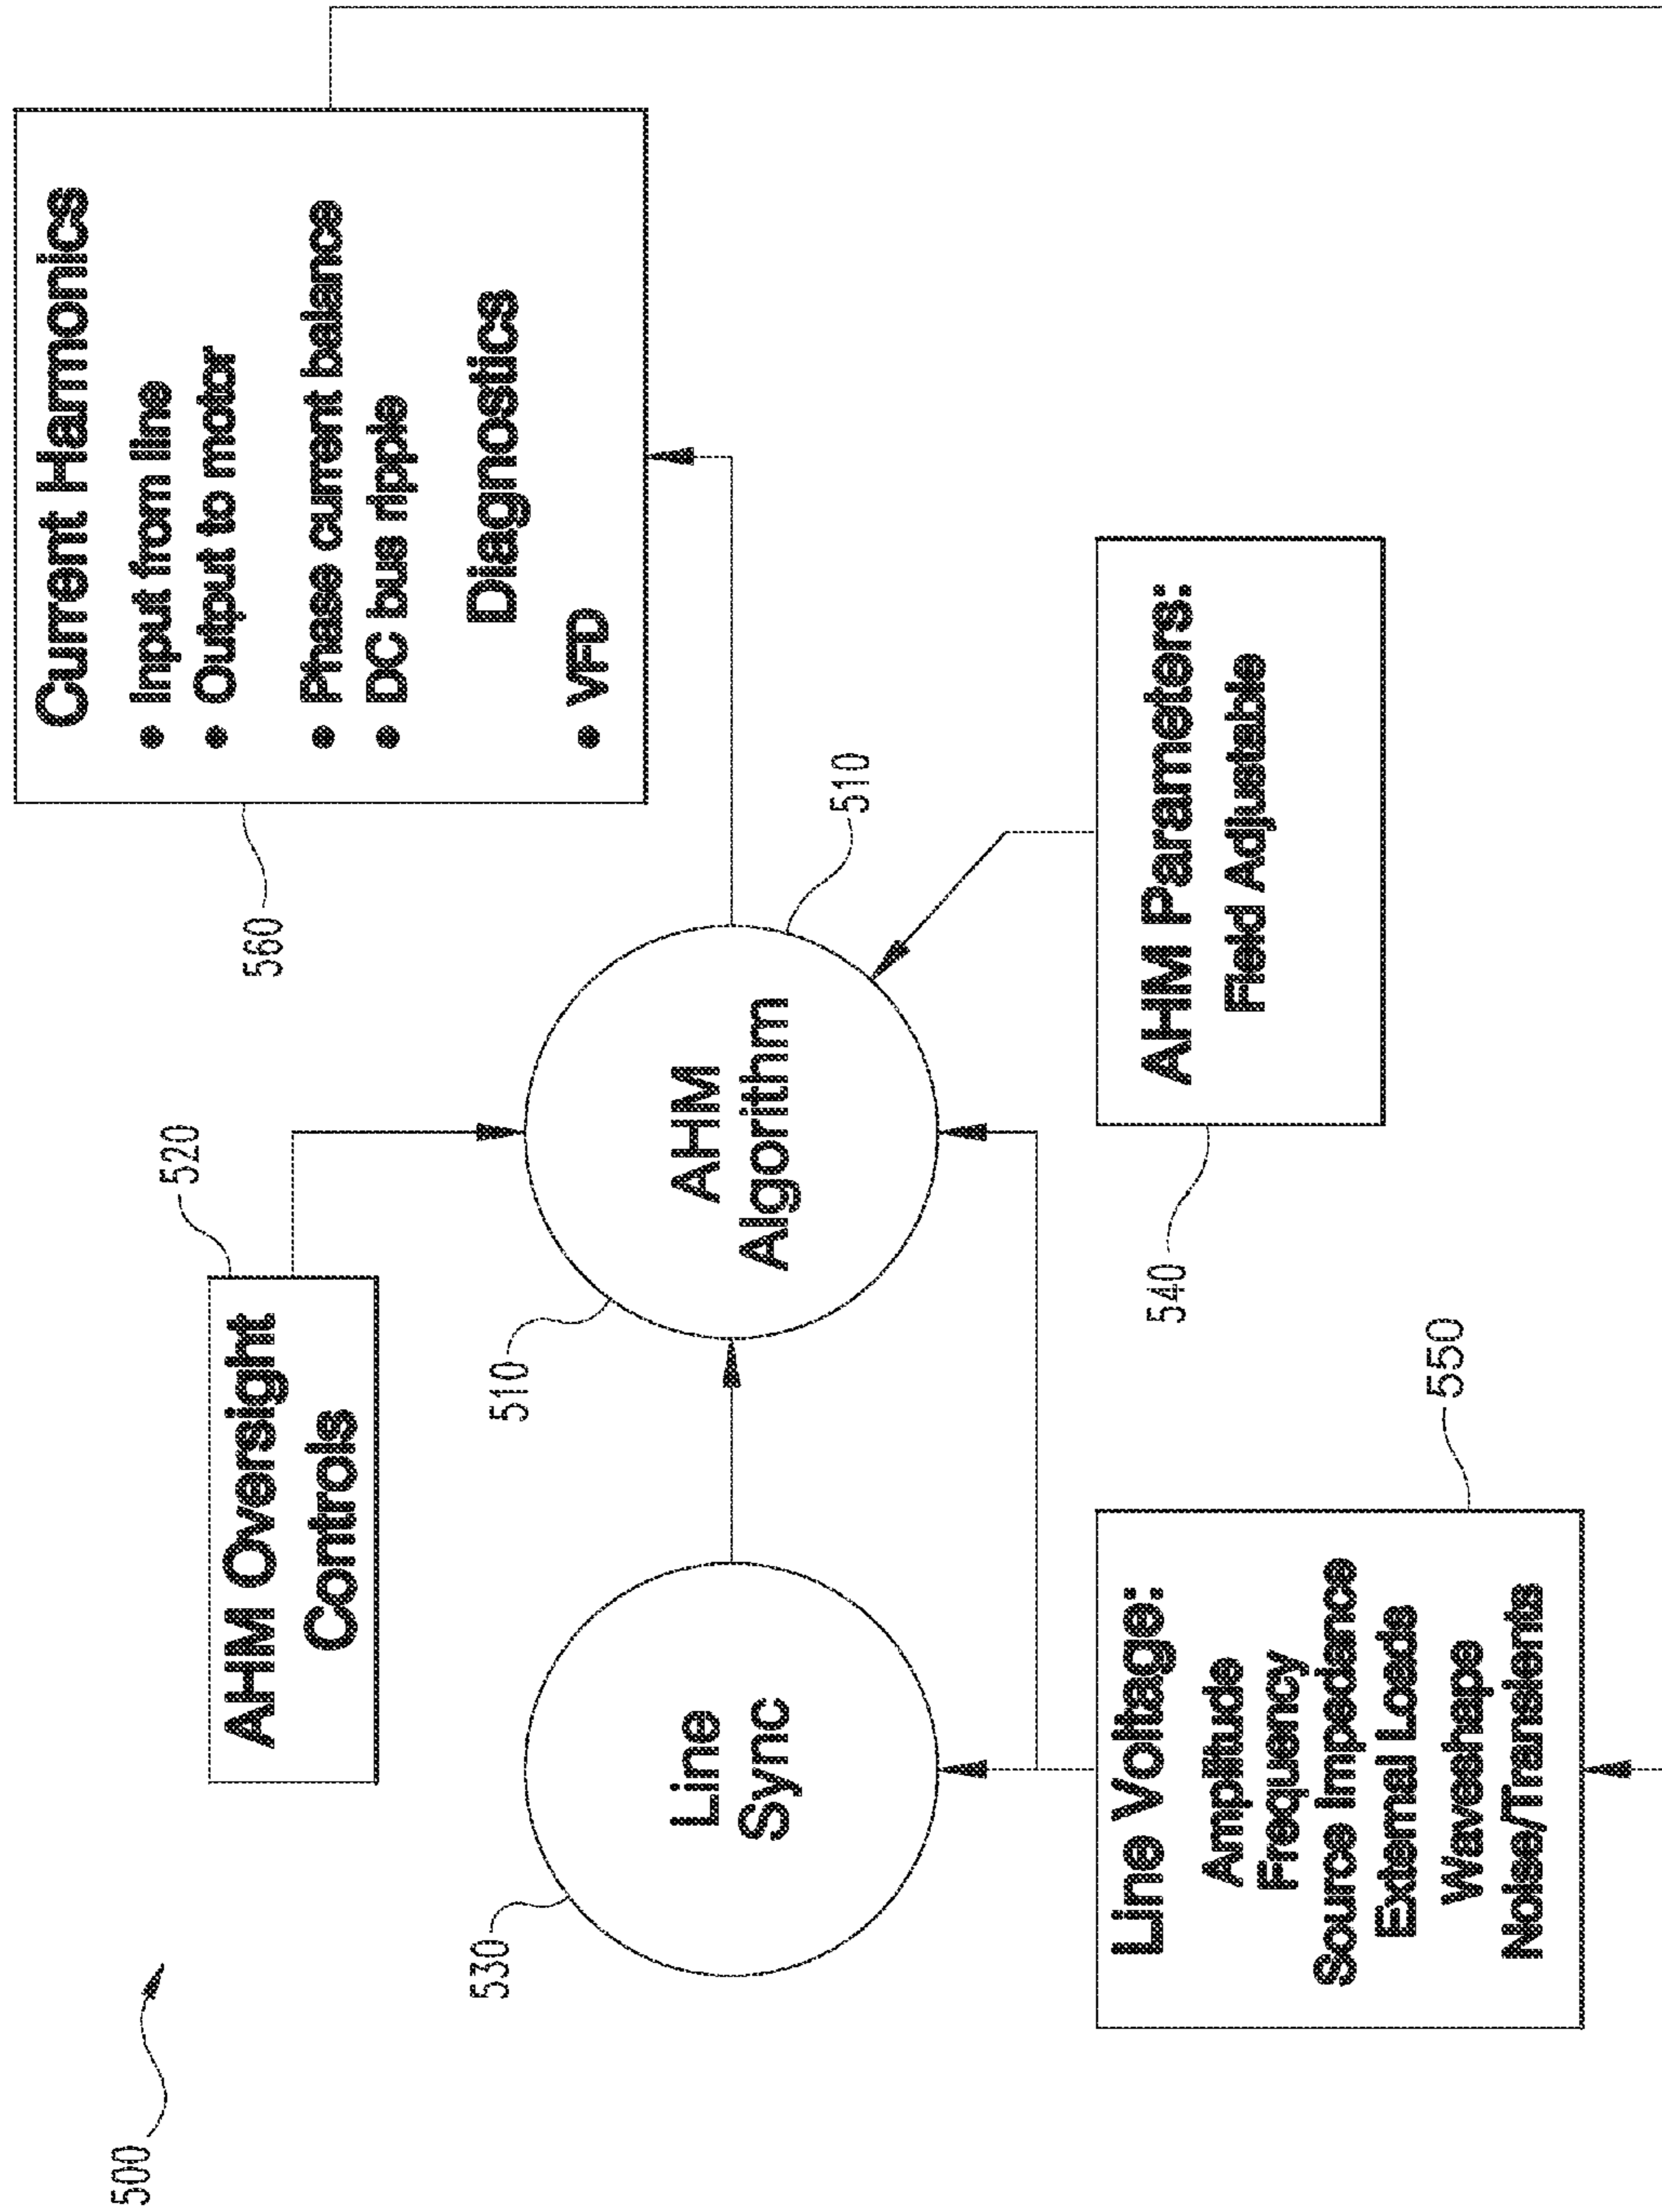 500
AHM Oversight
Controls
520
Current Harmonics
• Input from line
• Output to motor
• Phase current balance
• DC bus ripple
Diagnostics
• VFD
560
530
Line
Sync
510
AHM
Algorithm
510
Line Voltage:
Amplitude
Frequency
Source Impedance
External Loads
Waveshape
Noise/Transients
550
540
AHM Parameters:
Field Adjustable